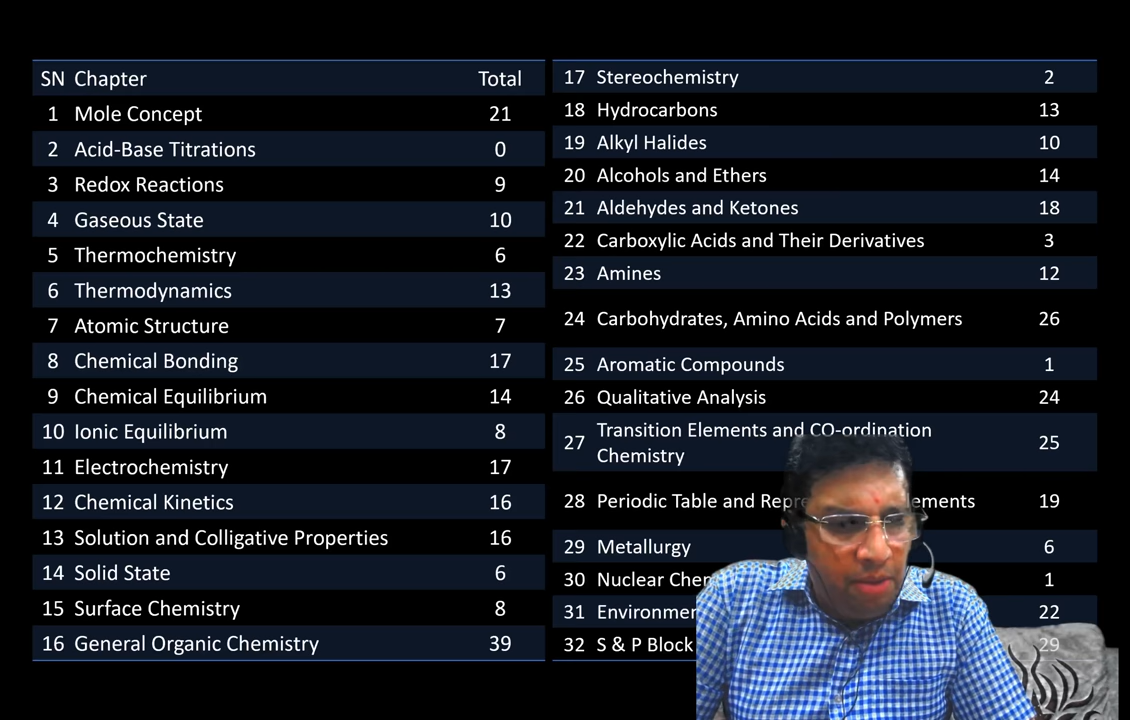 SN Chapter Total
1 Mole Concept 21
2 Acid-Base Titrations 0
3 Redox Reactions 9
4 Gaseous State 10
5 Thermochemistry 6
6 Thermodynamics 13
7 Atomic Structure 7
8 Chemical Bonding 17
9 Chemical Equilibrium 14
10 Ionic Equilibrium 8
11 Electrochemistry 17
12 Chemical Kinetics 16
13 Solution and Colligative Properties 16
14 Solid State 6
15 Surface Chemistry 8
16 General Organic Chemistry 39
17 Stereochemistry 2
18 Hydrocarbons 13
19 Alkyl Halides 10
20 Alcohols and Ethers 14
21 Aldehydes and Ketones 18
22 Carboxylic Acids and Their Derivatives 3
23 Amines 12
24 Carbohydrates, Amino Acids and Polymers 26
25 Aromatic Compounds 1
26 Qualitative Analysis 24
Transition Elements and CO-ordination
27 Chemistry 25
28 Periodic Table and 19
29 Metallurgy 6
30 Nuclear 1
31 22
32 S & P Block 29